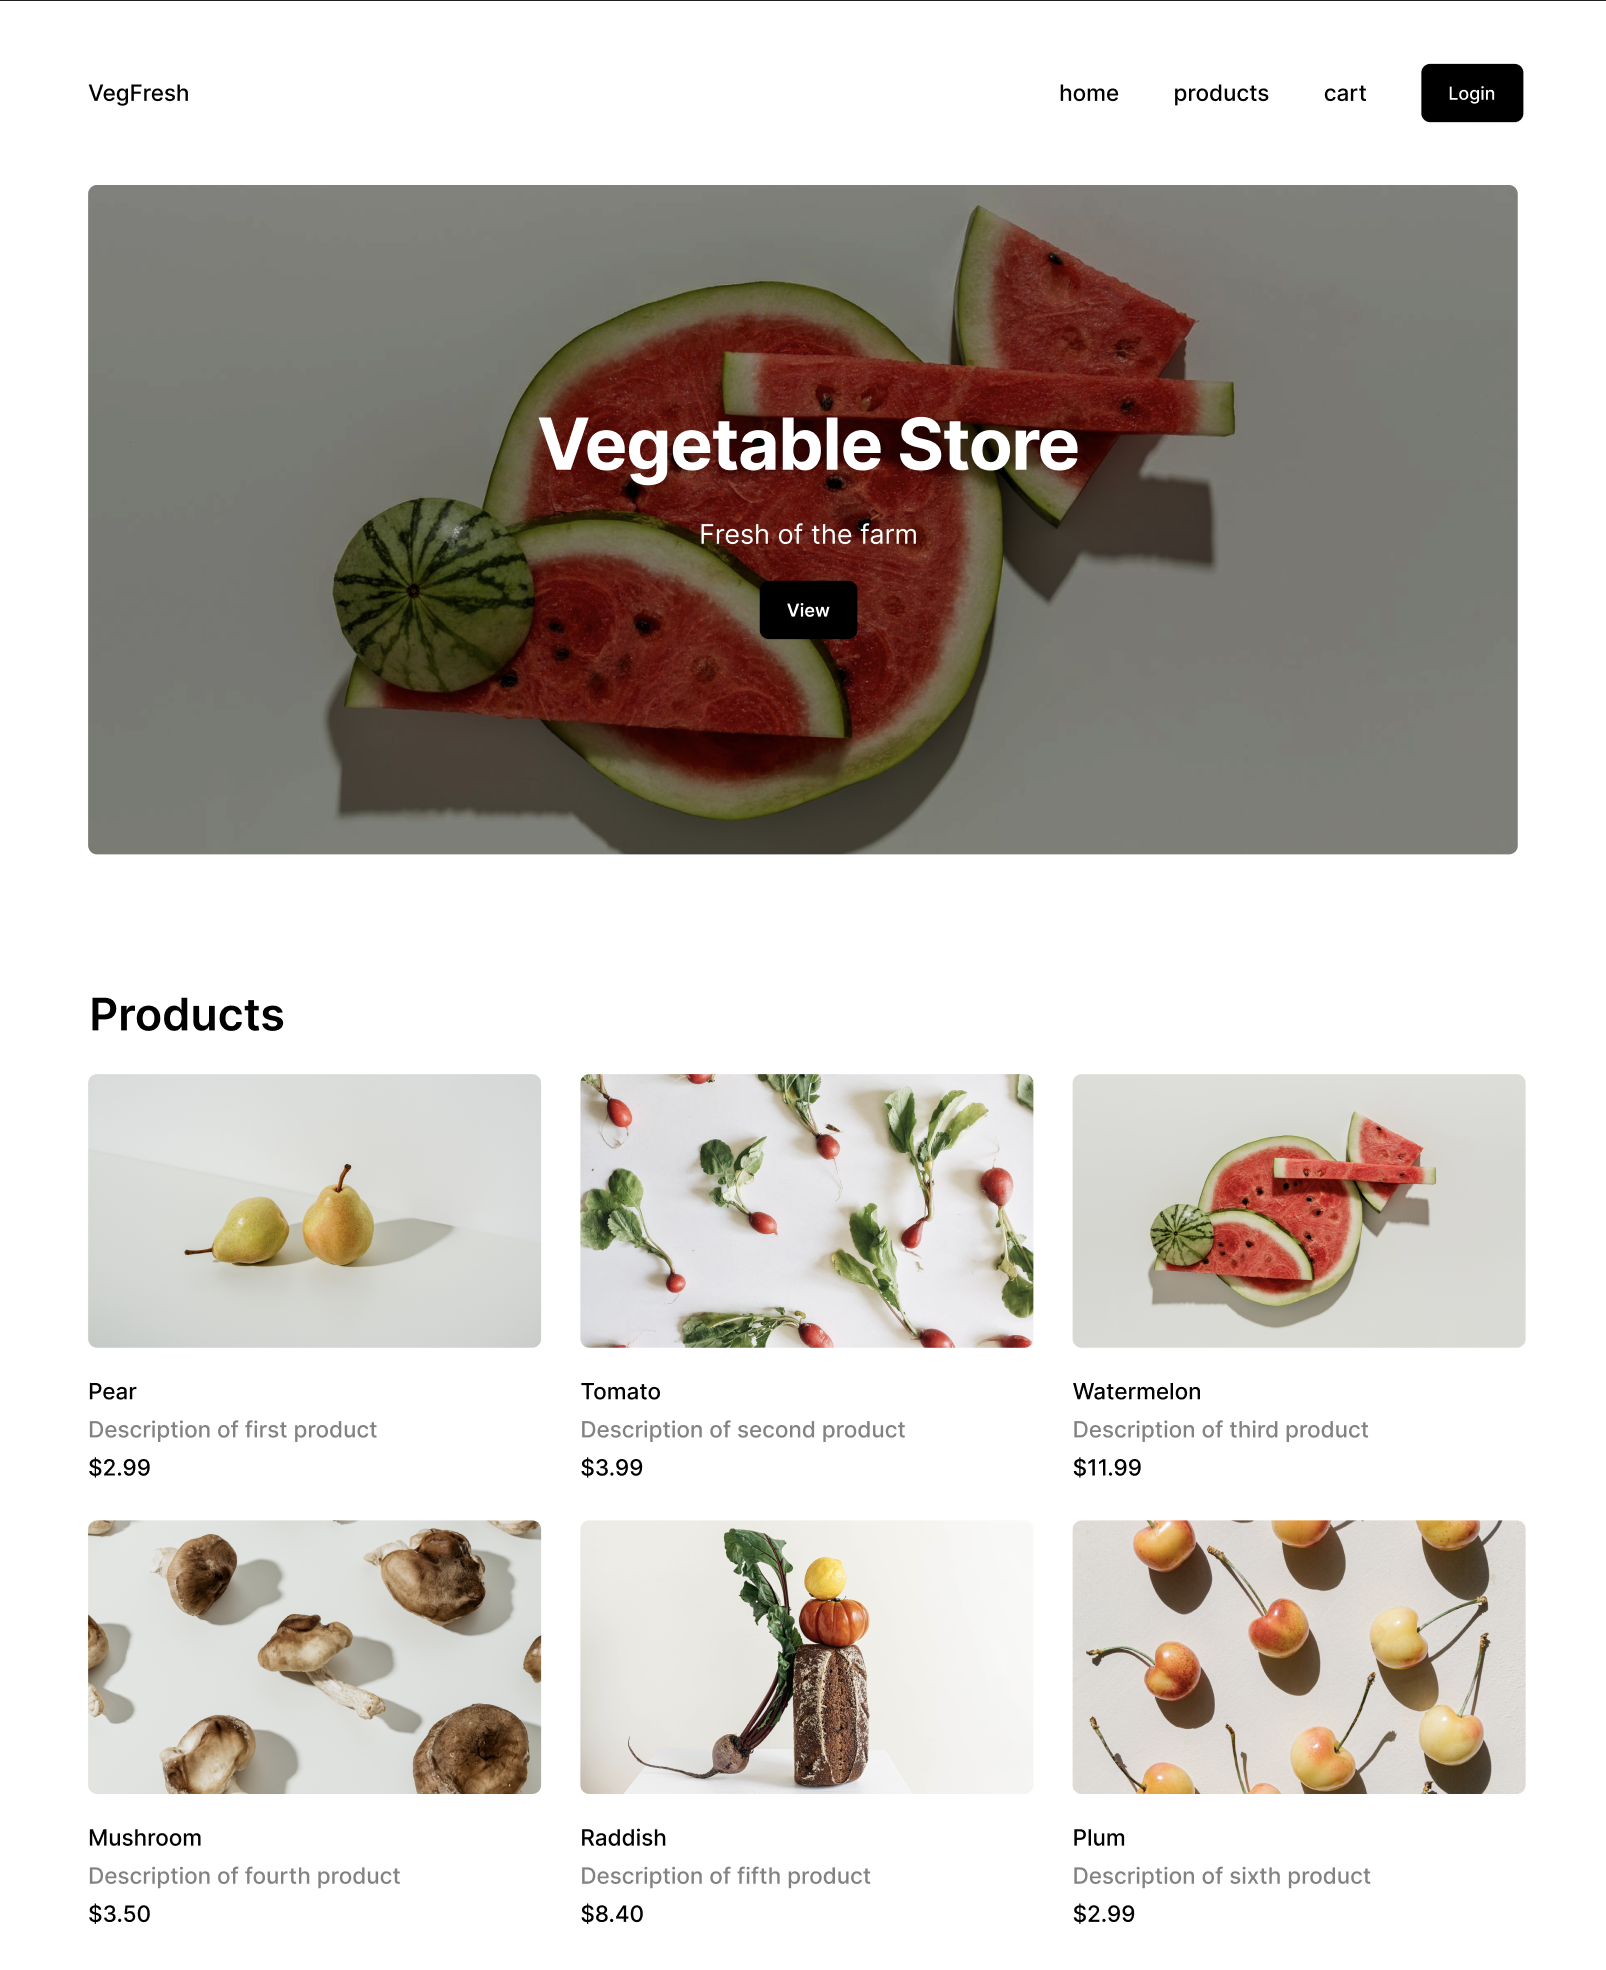 VegFresh
home products cart Login
Vegetable Store
Fresh of the farm
View
Products
Pear
Description of first product
$2.99
Tomato
Description of second product
$3.99
Watermelon
Description of third product
$11.99
Mushroom
Description of fourth product
$3.50
Raddish
Description of fifth product
$8.40
Plum
Description of sixth product
$2.99